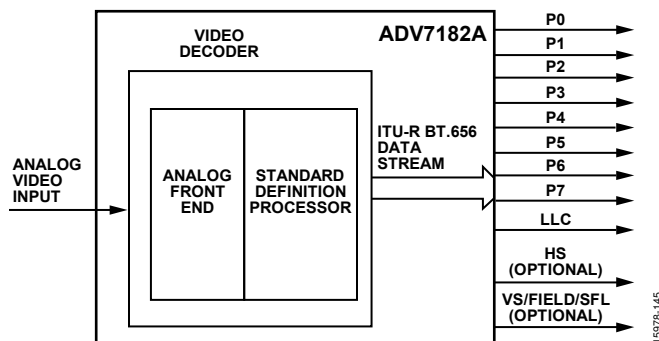 VIDEO
DECODER
ADV7182A
ANALOG
VIDEO
INPUT
ANALOG
FRONT
END
STANDARD
DEFINITION
PROCESSOR
ITU-R BT.656
DATA
STREAM
P0
P1
P2
P3
P4
P5
P6
P7
LLC
HS
(OPTIONAL)
VS/FIELD/SFL
(OPTIONAL)
15978-145